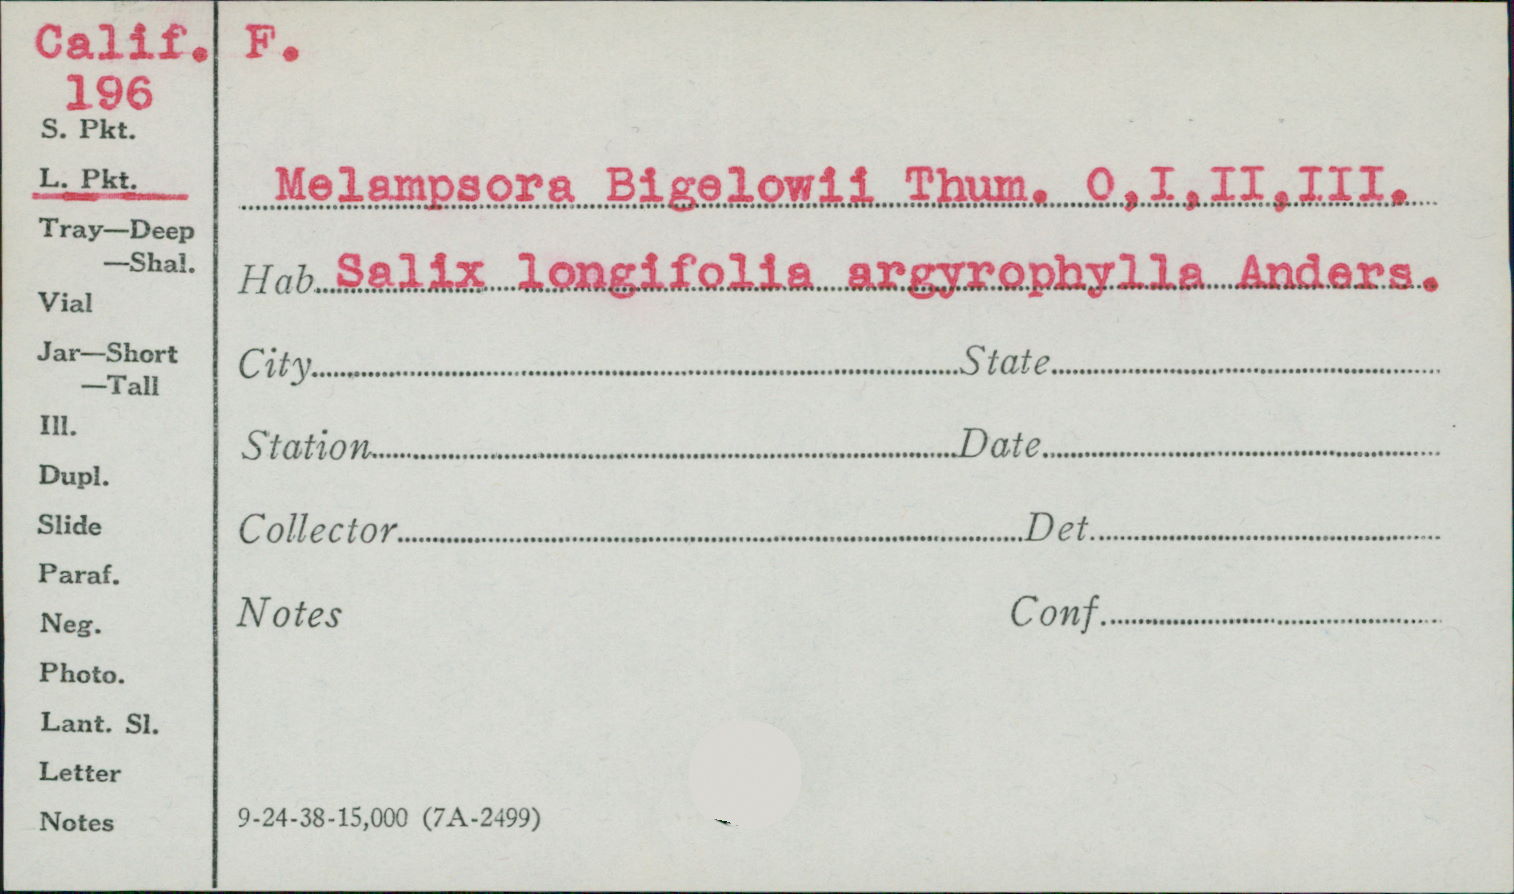 Calif. F.
196
S. Pkt.
L. Pkt.
Melampsora Bigelowii Thum. O,I,II,III.
Tray—Deep
—Shal.
Hab. Salix longifolia argyrophylla Anders.
Vial
Jar—Short
—Tall
City State
Ill.
Station Date
Dupl.
Slide
Collector Det.
Paraf.
Neg.
Notes Conf.
Photo.
Lant. Sl.
Letter
Notes
9-24-38-15,000 (7A-2499)